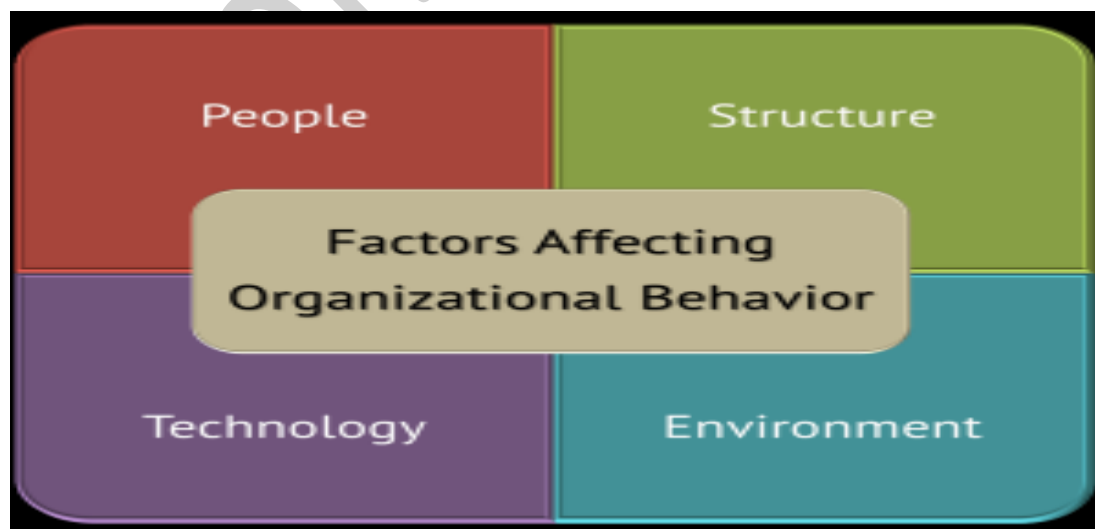 People
Structure
Factors Affecting
Organizational Behavior
Technology
Environment